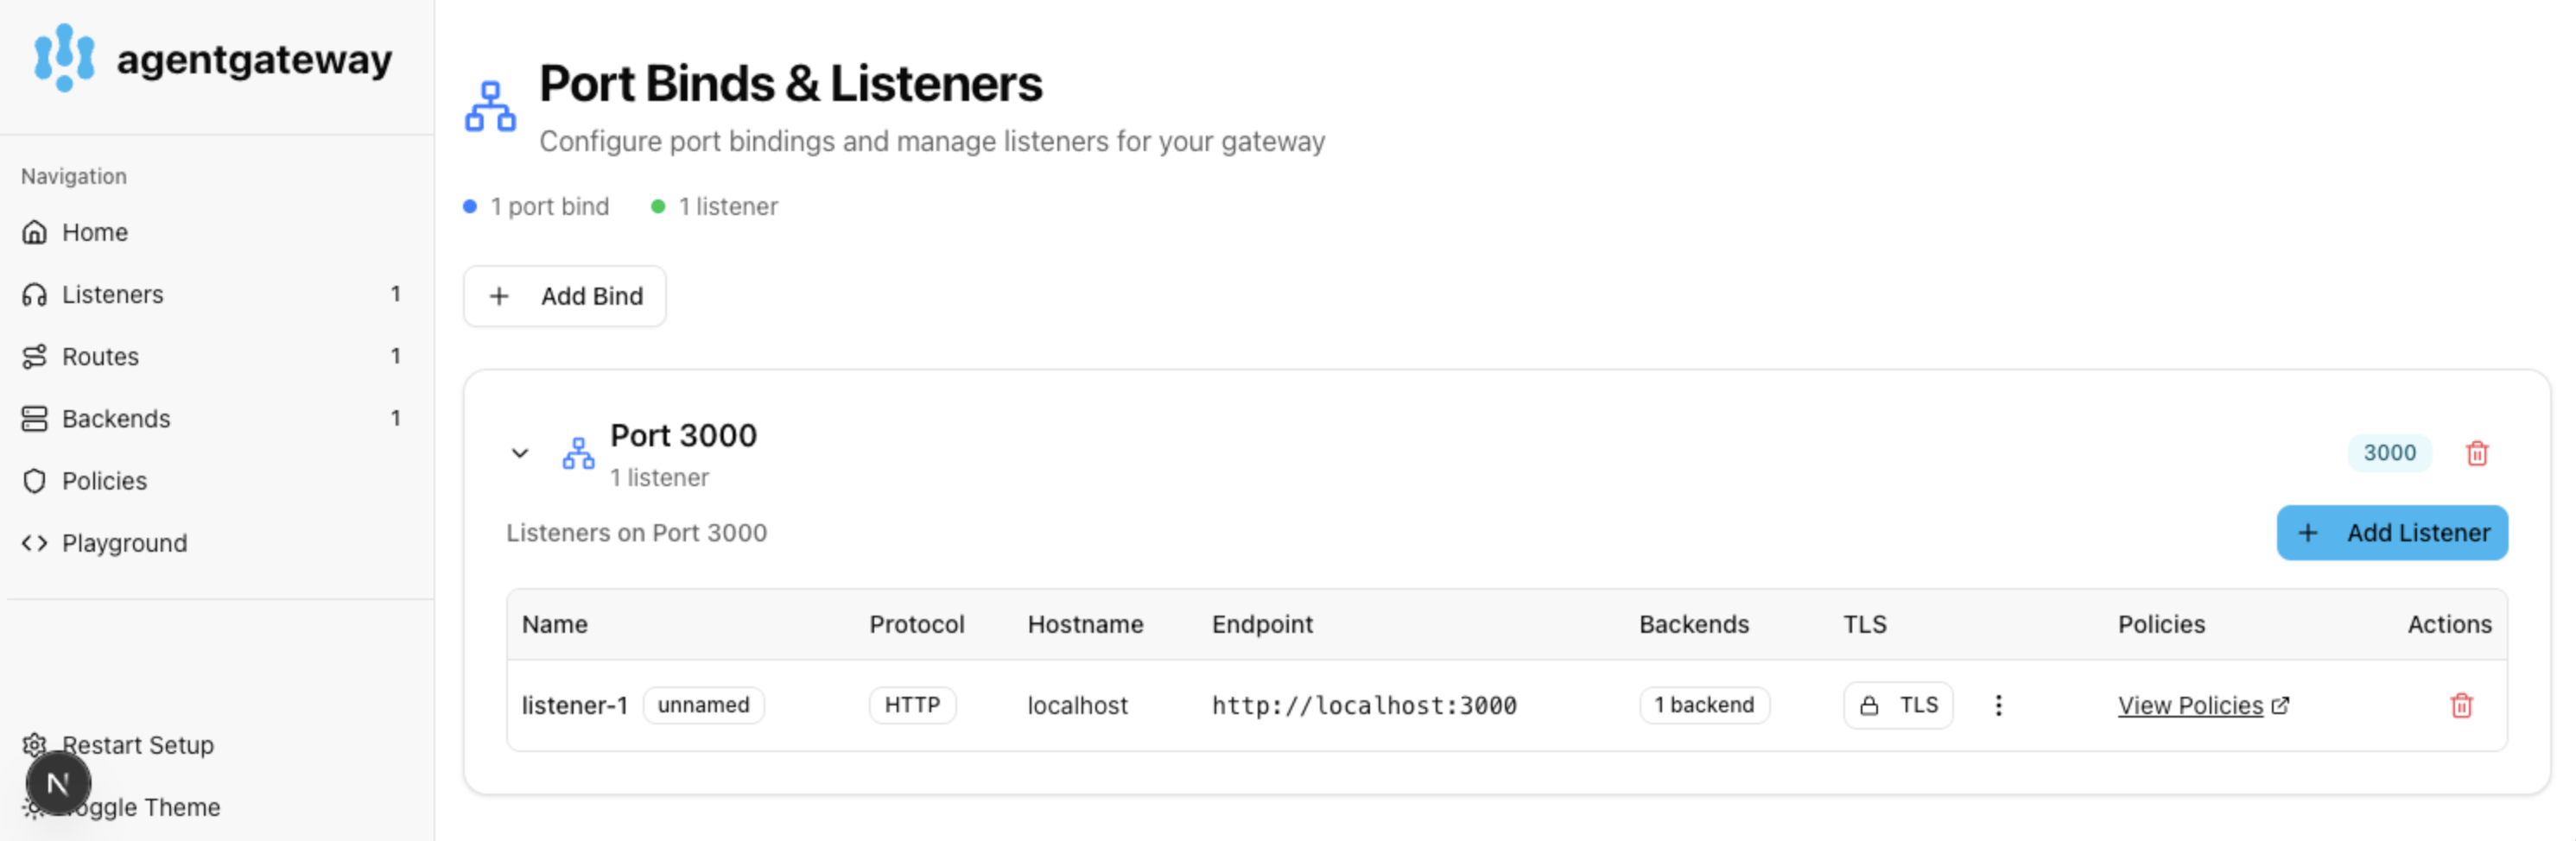 agentgateway
Navigation
Home
Listeners 1
Routes 1
Backends 1
Policies
Playground
Restart Setup
N
oggle Theme
Port Binds & Listeners
Configure port bindings and manage listeners for your gateway
1 port bind 1 listener
+ Add Bind
Port 3000
1 listener
3000
Listeners on Port 3000
+ Add Listener
Name Protocol Hostname Endpoint Backends TLS Policies Actions
listener-1 unnamed HTTP localhost http://localhost:3000 1 backend TLS View Policies